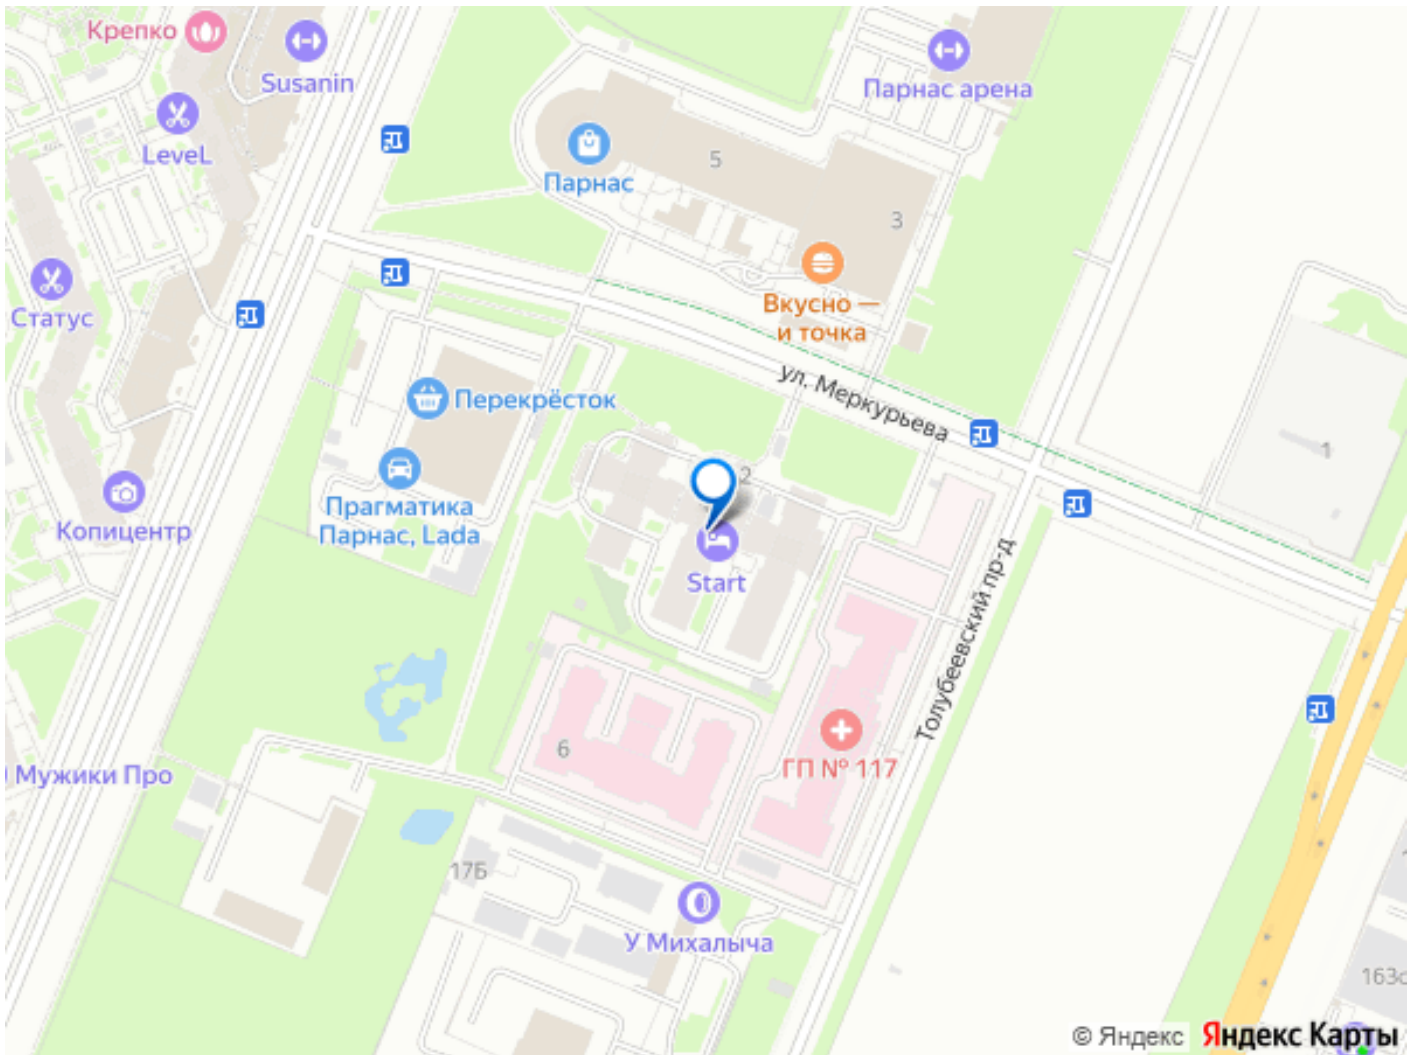 Крепко
Susanin
Парнас арена
LeveL
5
Парнас
3
Вкусно —
и точка
Статус
ул. Меркурьева
Перекрёсток
1
2
Прагматика
Парнас, Lada
Копицентр
Start
Толубеевский пр-д
6
ГП № 117
Мужики Про
17Б
У Михалыча
163с
© Яндекс Яндекс Карты